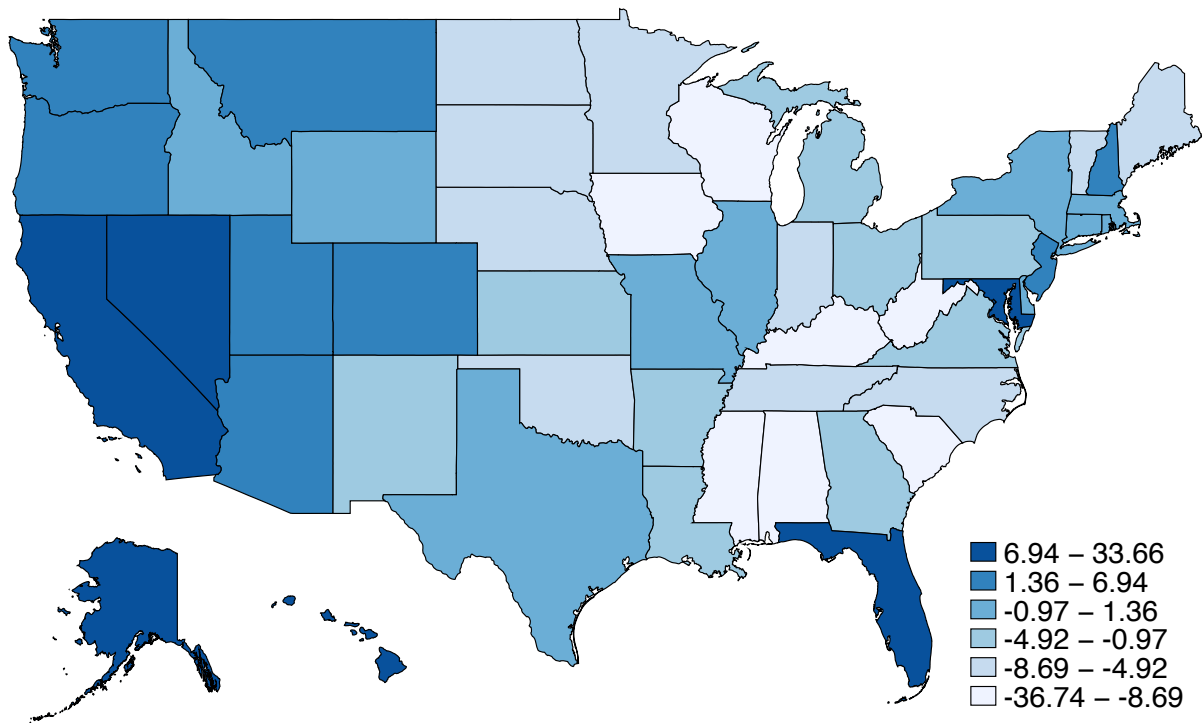 6.94 – 33.66
1.36 – 6.94
-0.97 – 1.36
-4.92 – -0.97
-8.69 – -4.92
-36.74 – -8.69